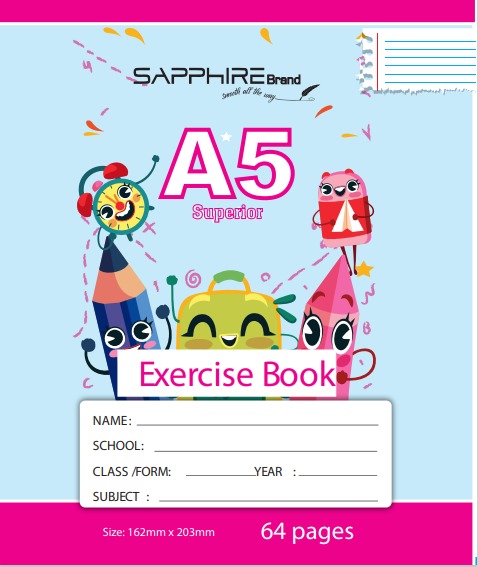 SAPPHIRE Brand
smooth all the way
A5
Superior
Exercise Book
NAME:
SCHOOL:
CLASS /FORM: YEAR :
SUBJECT :
Size: 162mm x 203mm 64 pages